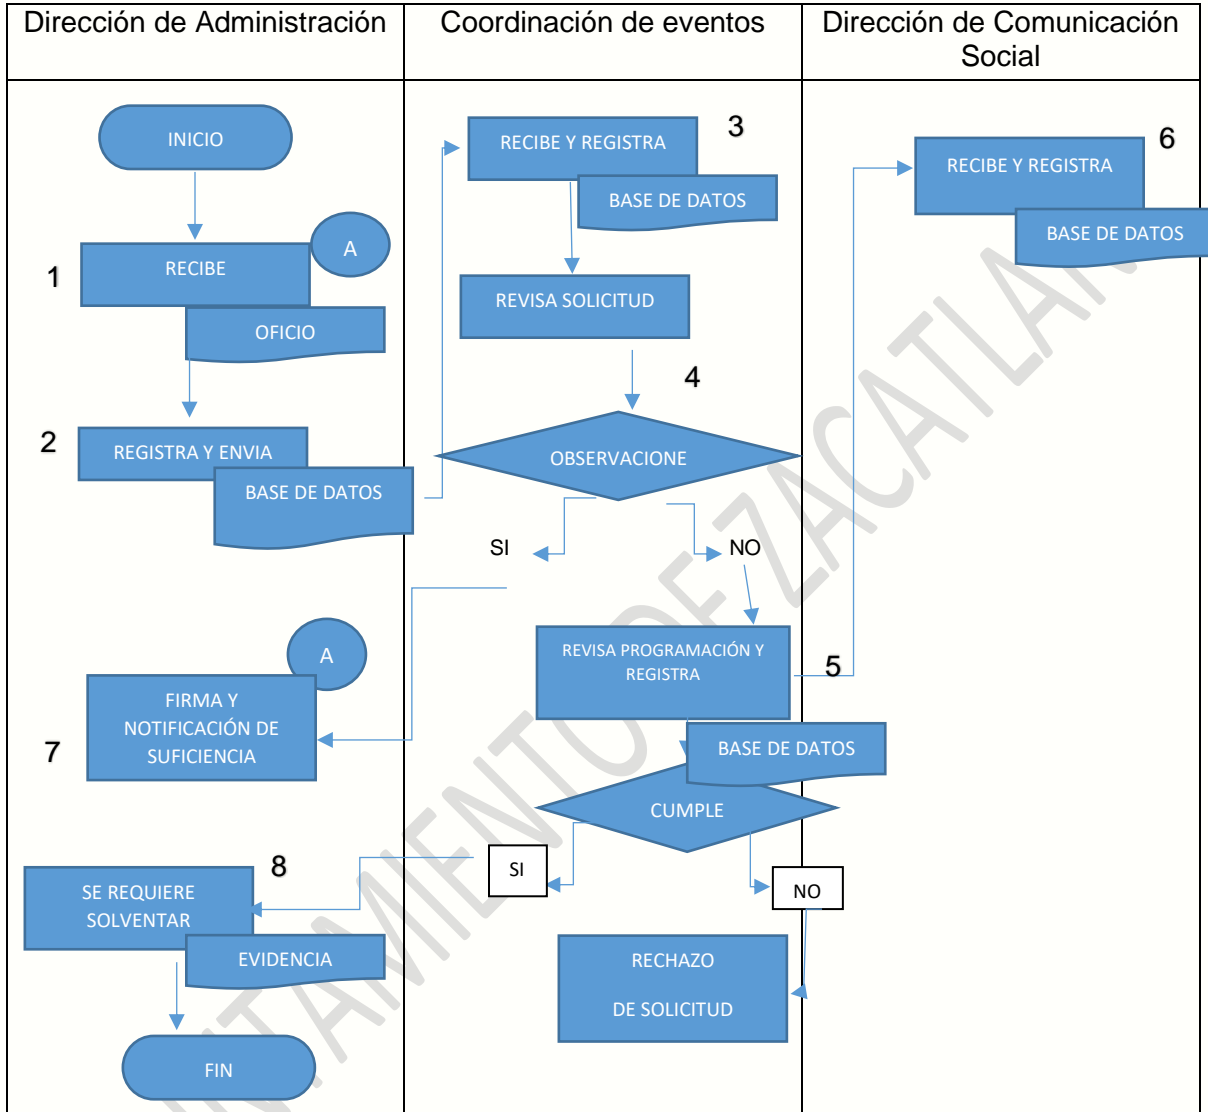 Dirección de Administración
Coordinación de eventos
Dirección de Comunicación
Social
INICIO
1
RECIBE
A
OFICIO
2
REGISTRA Y ENVIA
BASE DE DATOS
7
A
FIRMA Y
NOTIFICACIÓN DE
SUFICIENCIA
8
SE REQUIERE
SOLVENTAR
EVIDENCIA
FIN
3
RECIBE Y REGISTRA
BASE DE DATOS
REVISA SOLICITUD
4
OBSERVACIONE
SI
NO
REVISA PROGRAMACIÓN Y
REGISTRA
5
BASE DE DATOS
CUMPLE
SI
NO
RECHAZO
DE SOLICITUD
6
RECIBE Y REGISTRA
BASE DE DATOS
NTAMIENTO DE ZACATLAN